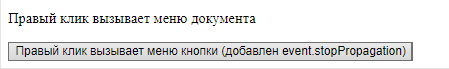 Правый клик вызывает меню документа
Правый клик вызывает меню кнопки (добавлен event.stopPropagation)